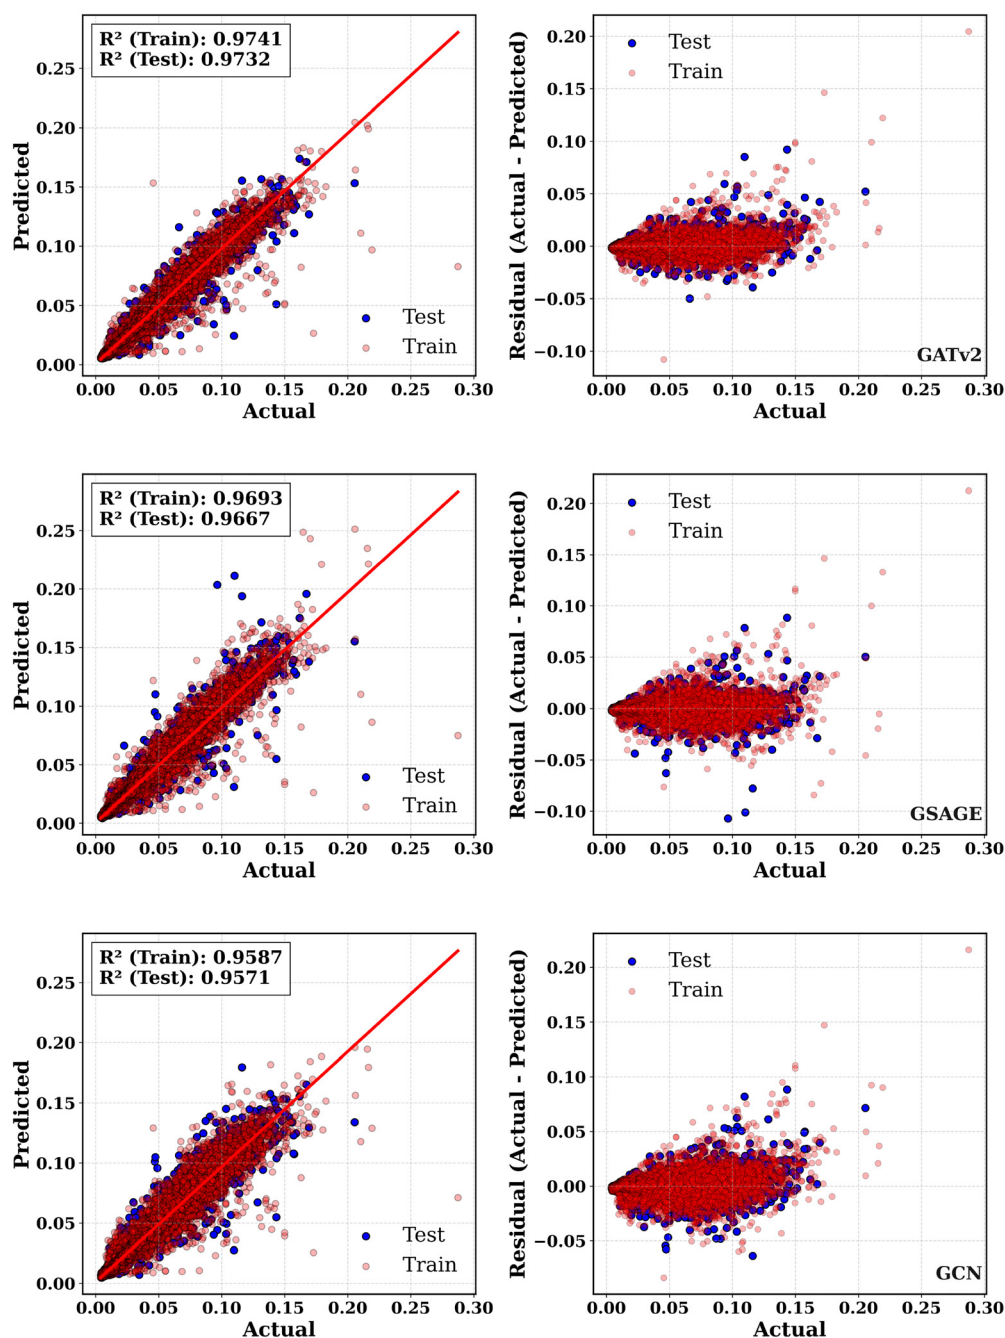 R² (Train): 0.9741
R² (Test): 0.9732
Predicted
0.25
0.20
0.15
0.10
0.05
0.00
Test
Train
0.00 0.05 0.10 0.15 0.20 0.25 0.30
Actual
Residual (Actual - Predicted)
0.20
0.15
0.10
0.05
0.00
−0.05
−0.10
Test
Train
GATv2
0.00 0.05 0.10 0.15 0.20 0.25 0.30
Actual
R² (Train): 0.9693
R² (Test): 0.9667
Predicted
0.25
0.20
0.15
0.10
0.05
0.00
Test
Train
0.00 0.05 0.10 0.15 0.20 0.25 0.30
Actual
Residual (Actual - Predicted)
0.20
0.15
0.10
0.05
0.00
−0.05
−0.10
Test
Train
GSAGE
0.00 0.05 0.10 0.15 0.20 0.25 0.30
Actual
R² (Train): 0.9587
R² (Test): 0.9571
Predicted
0.25
0.20
0.15
0.10
0.05
0.00
Test
Train
0.00 0.05 0.10 0.15 0.20 0.25 0.30
Actual
Residual (Actual - Predicted)
0.20
0.15
0.10
0.05
0.00
−0.05
Test
Train
GCN
0.00 0.05 0.10 0.15 0.20 0.25 0.30
Actual